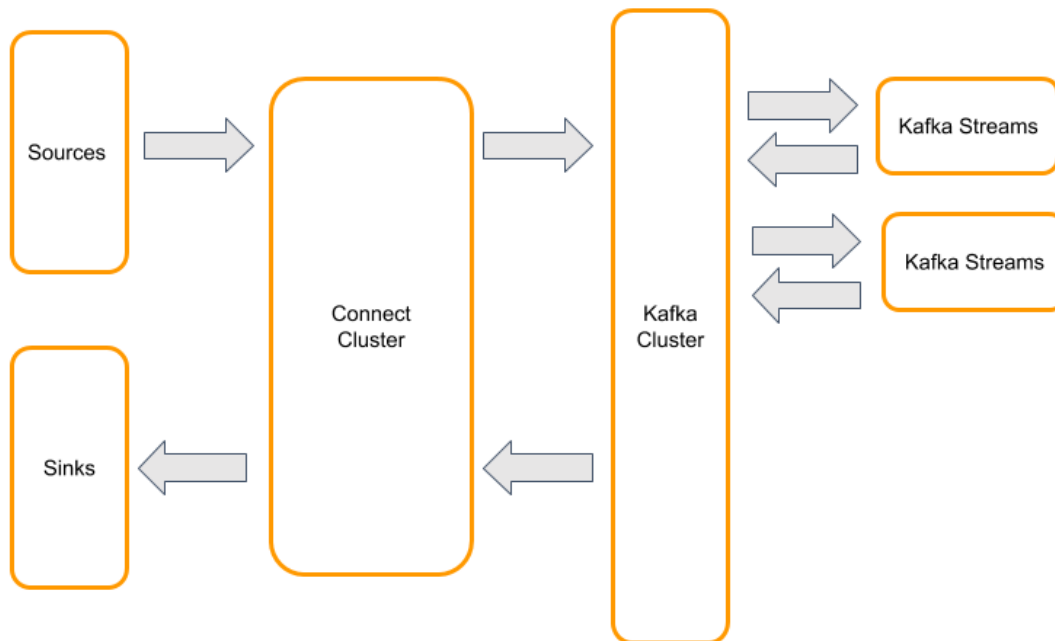 Sources
Connect
Cluster
Kafka
Cluster
Kafka Streams
Kafka Streams
Sinks